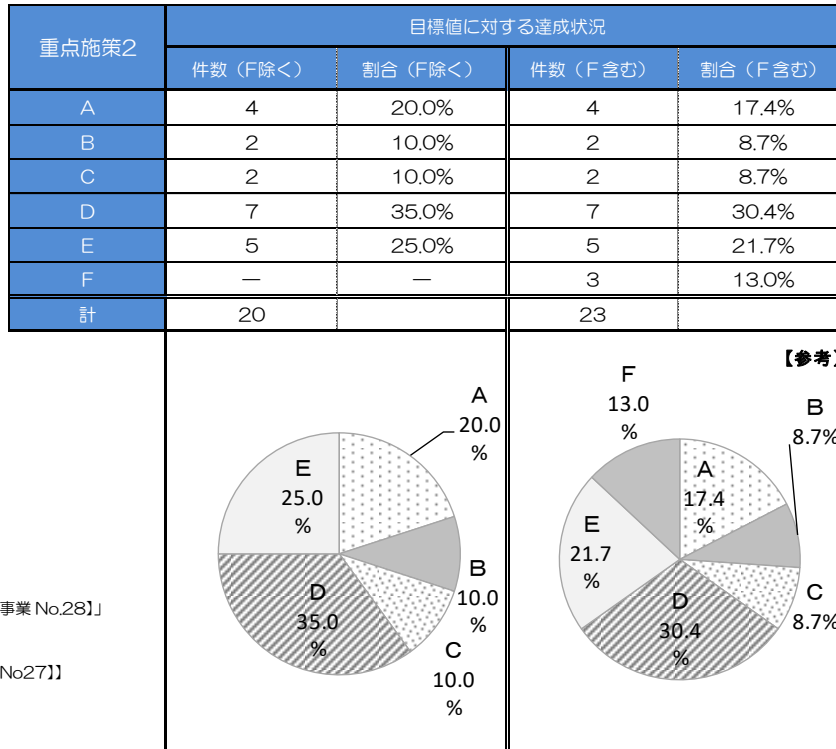 重点施策2
目標値に対する達成状況
件数（F除く） 割合（F除く） 件数（Ｆ含む） 割合（Ｆ含む）
A 4 20.0% 4 17.4%
B 2 10.0% 2 8.7%
C 2 10.0% 2 8.7%
D 7 35.0% 7 30.4%
E 5 25.0% 5 21.7%
F － － 3 13.0%
計 20 23
A
20.0
%
E
25.0
%
B
10.0
%
D
35.0
%
C
10.0
%
【参考】
F
13.0
%
B
8.7%
A
17.4
%
E
21.7
%
C
8.7%
D
30.4
%
事業 No.28】」
No27】】